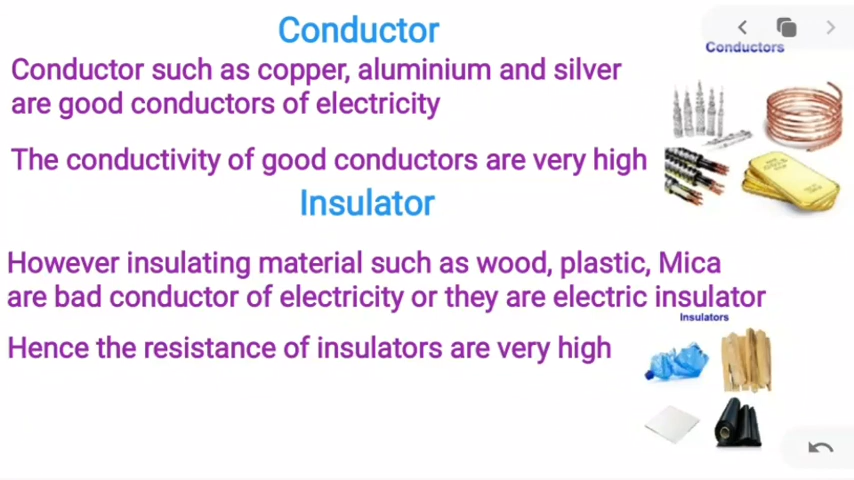 Conductor
Conductors
Conductor such as copper, aluminium and silver
are good conductors of electricity
The conductivity of good conductors are very high
Insulator
However insulating material such as wood, plastic, Mica
are bad conductor of electricity or they are electric insulator
Insulators
Hence the resistance of insulators are very high